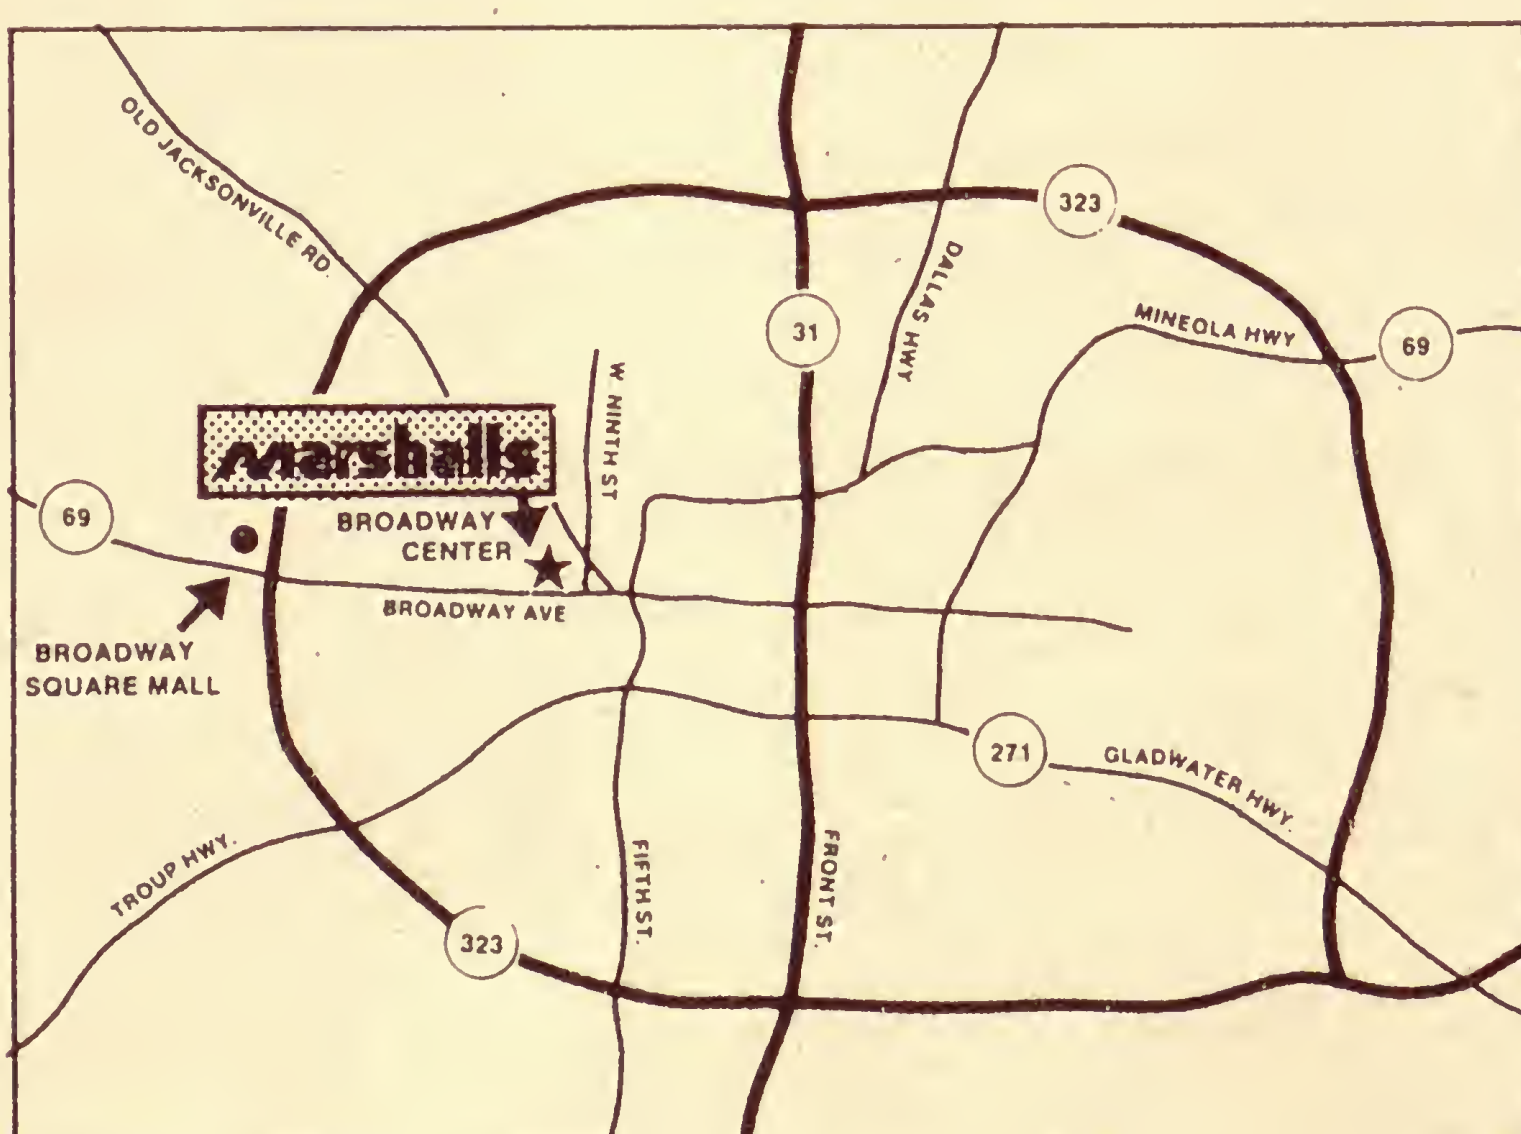 OLD JACKSONVILLE RD.
323
DALLAS HWY
31
MINEOLA HWY
69
W. NINTH ST
Marshalls
69
BROADWAY
CENTER
BROADWAY AVE
BROADWAY
SQUARE MALL
271
GLADWATER HWY.
TROUP HWY.
FIFTH ST.
FRONT ST.
323